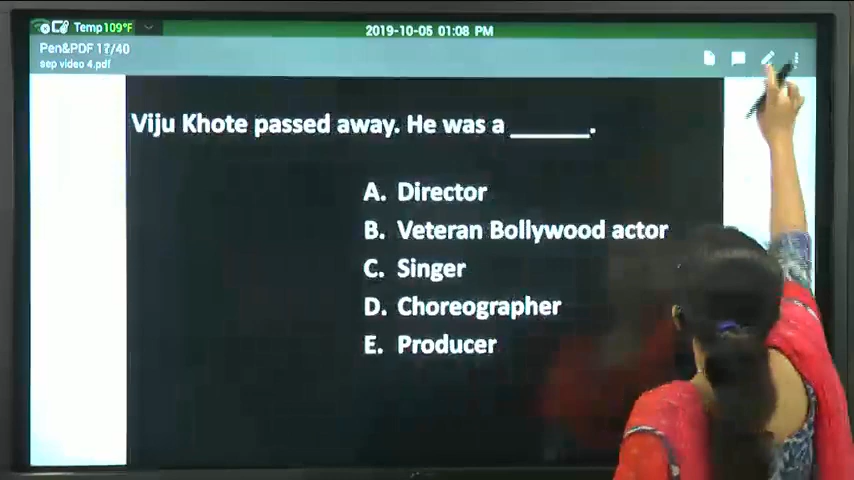 Temp109°F
2019-10-05 01:08 PM
Pen&PDF 17/40
sep video 4.pdf
Viju Khote passed away. He was a _______.
A. Director
B. Veteran Bollywood actor
C. Singer
D. Choreographer
E. Producer